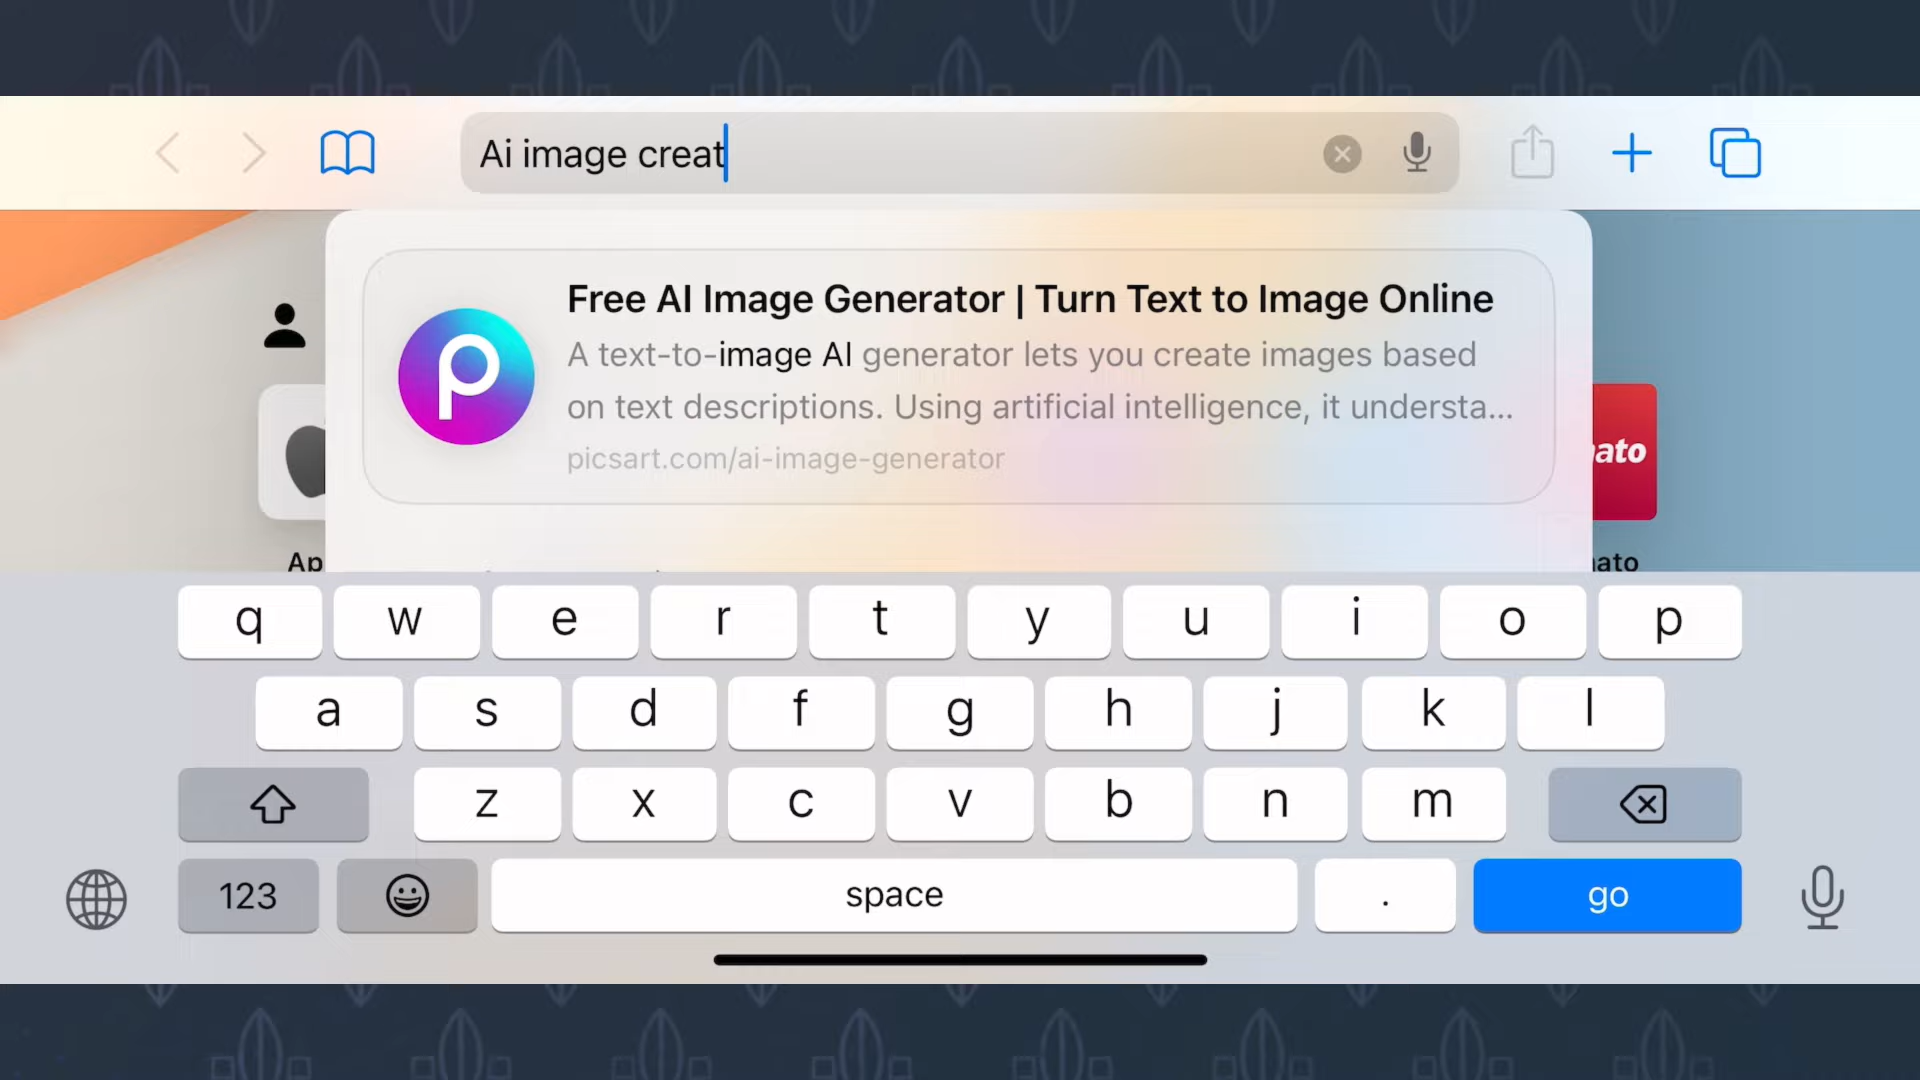 Ai image creat
Free AI Image Generator | Turn Text to Image Online
A text-to-image AI generator lets you create images based
on text descriptions. Using artificial intelligence, it understa...
picsart.com/ai-image-generator
ato
Ap
ato
q w e r t y u i o p
a s d f g h j k l
z x c v b n m
123 space . go